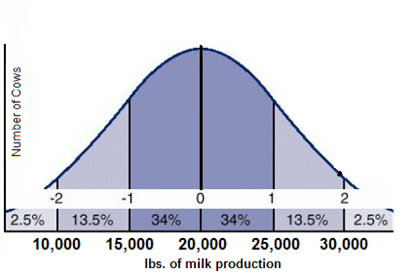 Number of Cows
-2 -1 0 1 2
2.5% 13.5% 34% 34% 13.5% 2.5%
10,000 15,000 20,000 25,000 30,000
lbs. of milk production